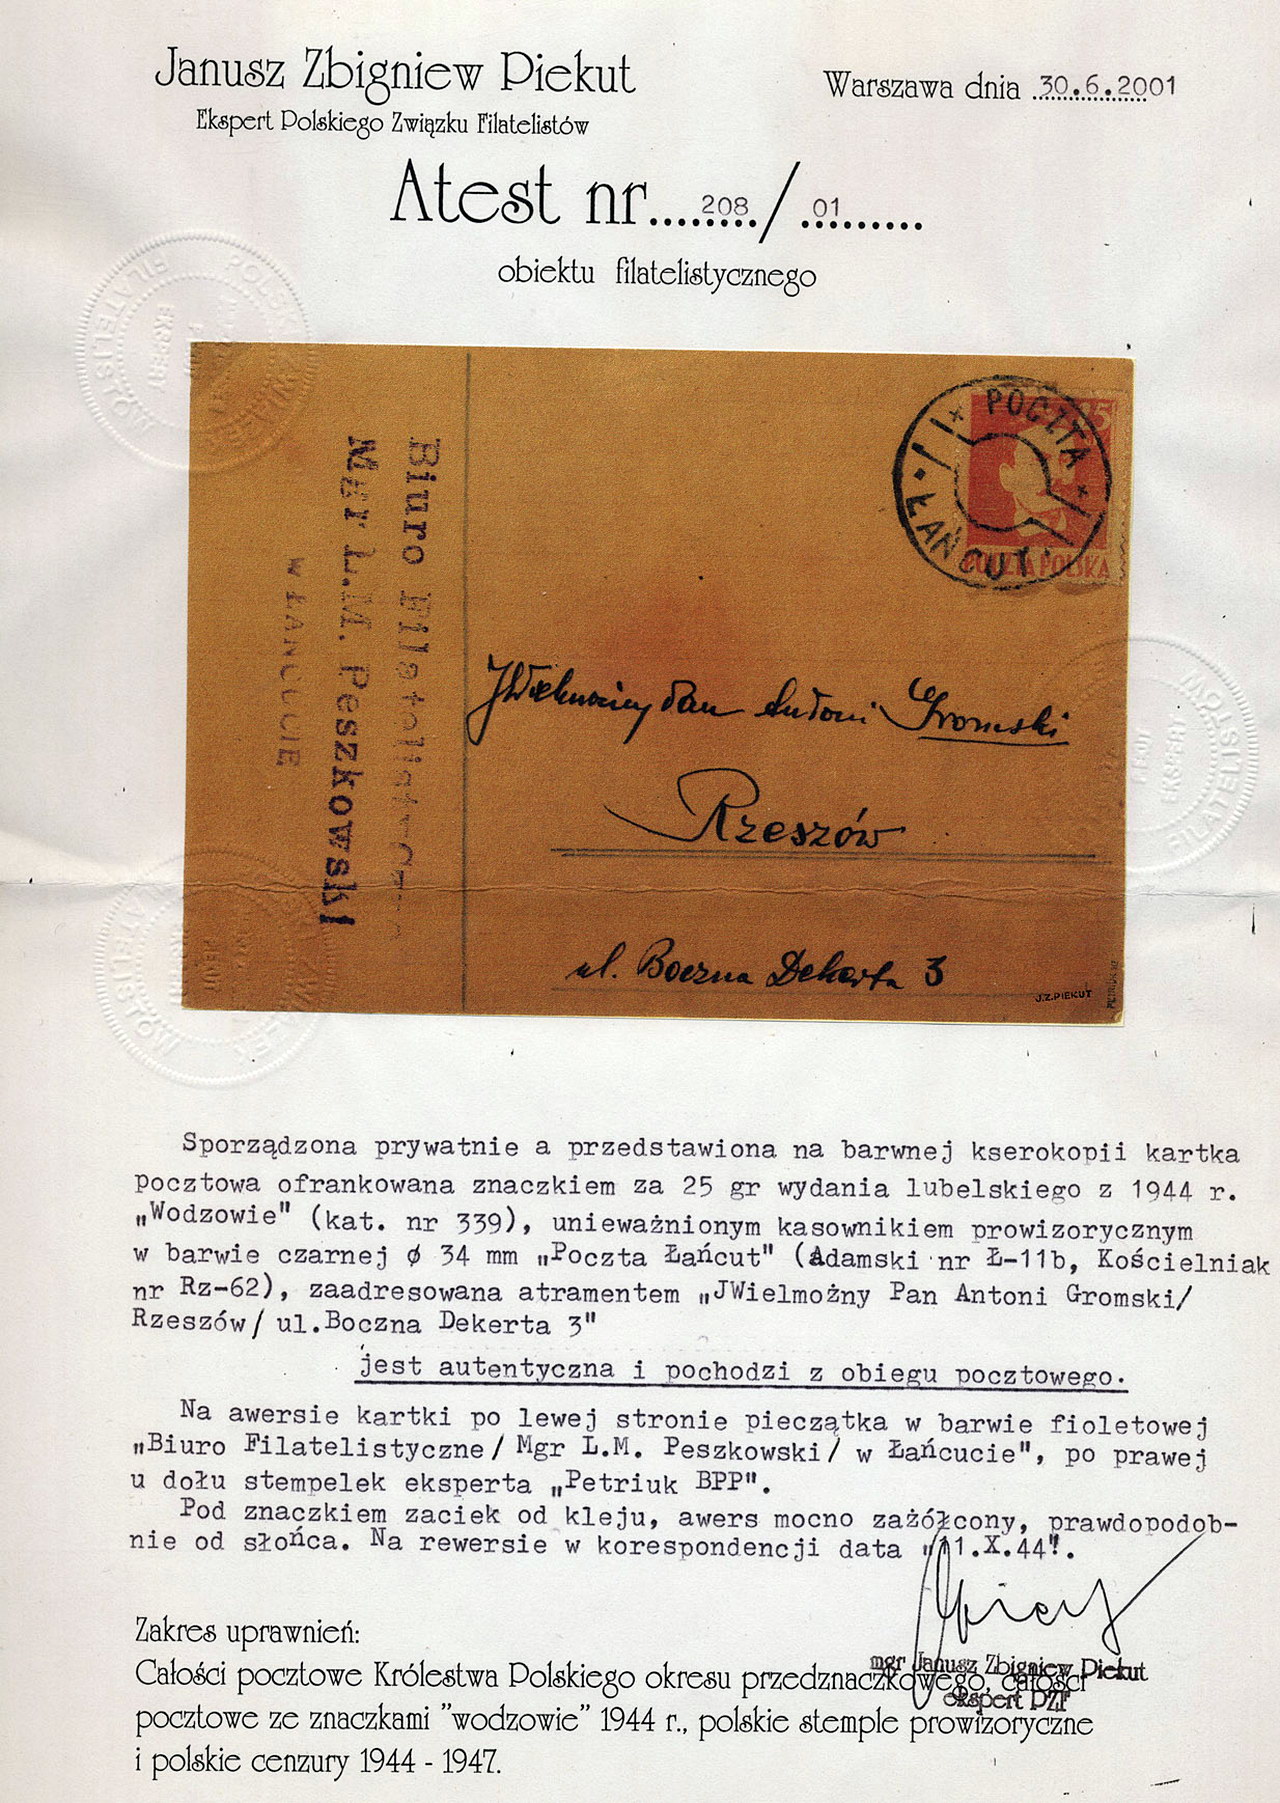 Janusz Zbigniew Piekut
Ekspert Polskiego Związku Filatelistów
Warszawa dnia 30.6.2001
Atest nr........208/.01.......
obiektu filatelistycznego
25
POCZTA
ŁAŃCUT
POCZTA POLSKA
Biuro Filatelistyczne
Mgr L.M. Peszkowski
w ŁAŃCUCIE
JWielmożny Pan Antoni Gromski
Rzeszów
ul. Boczna Dekerta 3
J.Z.PIEKUT
POLSKI ZWIĄZEK FILATELISTÓW
EKSPERT
PIEKUT
Sporządzona prywatnie a przedstawiona na barwnej kserokopii kartka
pocztowa ofrankowana znaczkiem za 25 gr wydania lubelskiego z 1944 r.
„Wodzowie" (kat. nr 339), unieważnionym kasownikiem prowizorycznym
w barwie czarnej ø 34 mm „Poczta Łańcut" (Adamski nr Ł-11b, Kościelniak
nr Rz-62), zaadresowana atramentem „JWielmożny Pan Antoni Gromski/
Rzeszów/ ul.Boczna Dekerta 3"
jest autentyczna i pochodzi z obiegu pocztowego.
Na awersie kartki po lewej stronie pieczątka w barwie fioletowej
„Biuro Filatelistyczne/ Mgr L.M. Peszkowski/ w Łańcucie", po prawej
u dołu stempelek eksperta „Petriuk BPP".
Pod znaczkiem zaciek od kleju, awers mocno zażółcony, prawdopodob-
nie od słońca. Na rewersie w korespondencji data „11.X.44".
mgr Janusz Zbigniew Piekut
ekspert PZF
Zakres uprawnień:
Całości pocztowe Królestwa Polskiego okresu przedznaczkowego, całości
pocztowe ze znaczkami "wodzowie" 1944 r., polskie stemple prowizoryczne
i polskie cenzury 1944 - 1947.